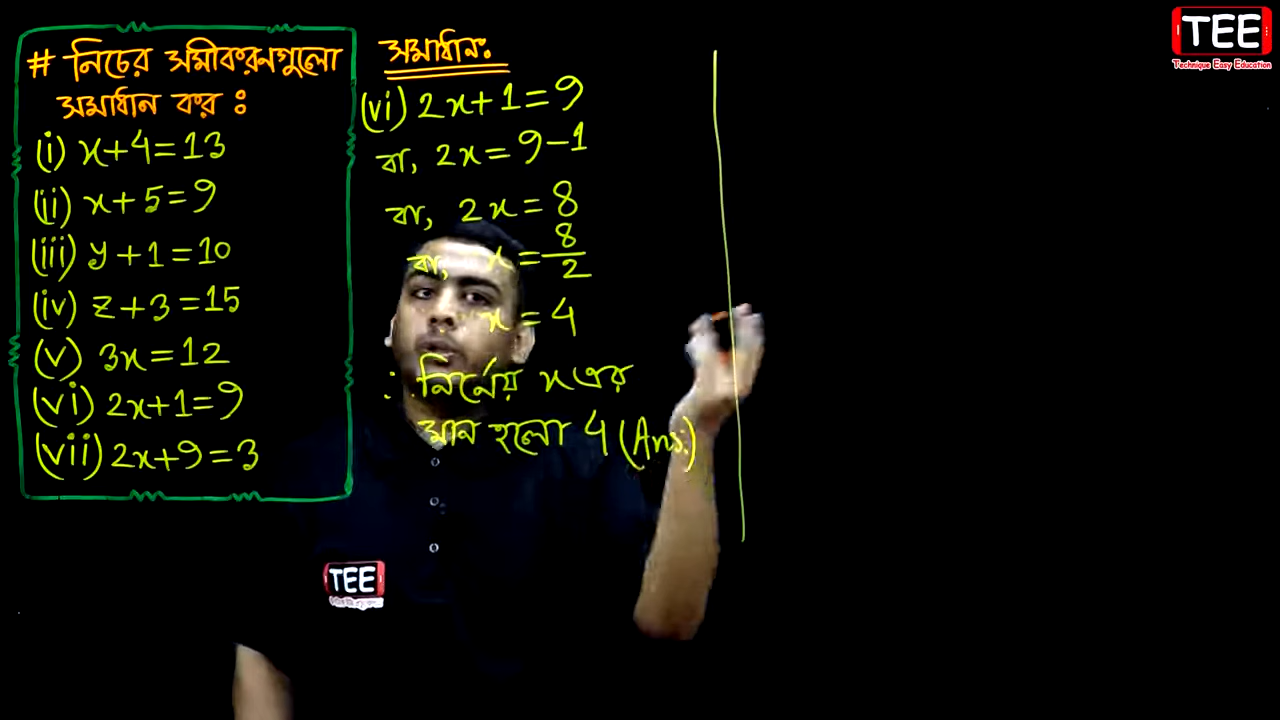 # নিচের সমীকরণগুলো
সমাধান কর :
(i) x+4=13
(ii) x+5=9
(iii) y+1=10
(iv) z+3=15
(v) 3x=12
(vi) 2x+1=9
(vii) 2x+9=3
সমাধান:
(vi) 2x+1=9
বা, 2x=9-1
বা, 2x=8
বা, x=8/2
x=4
∴ নির্ণেয় x এর
মান হলো 4 (Ans:)
TEE
Technique Easy Education
TEE